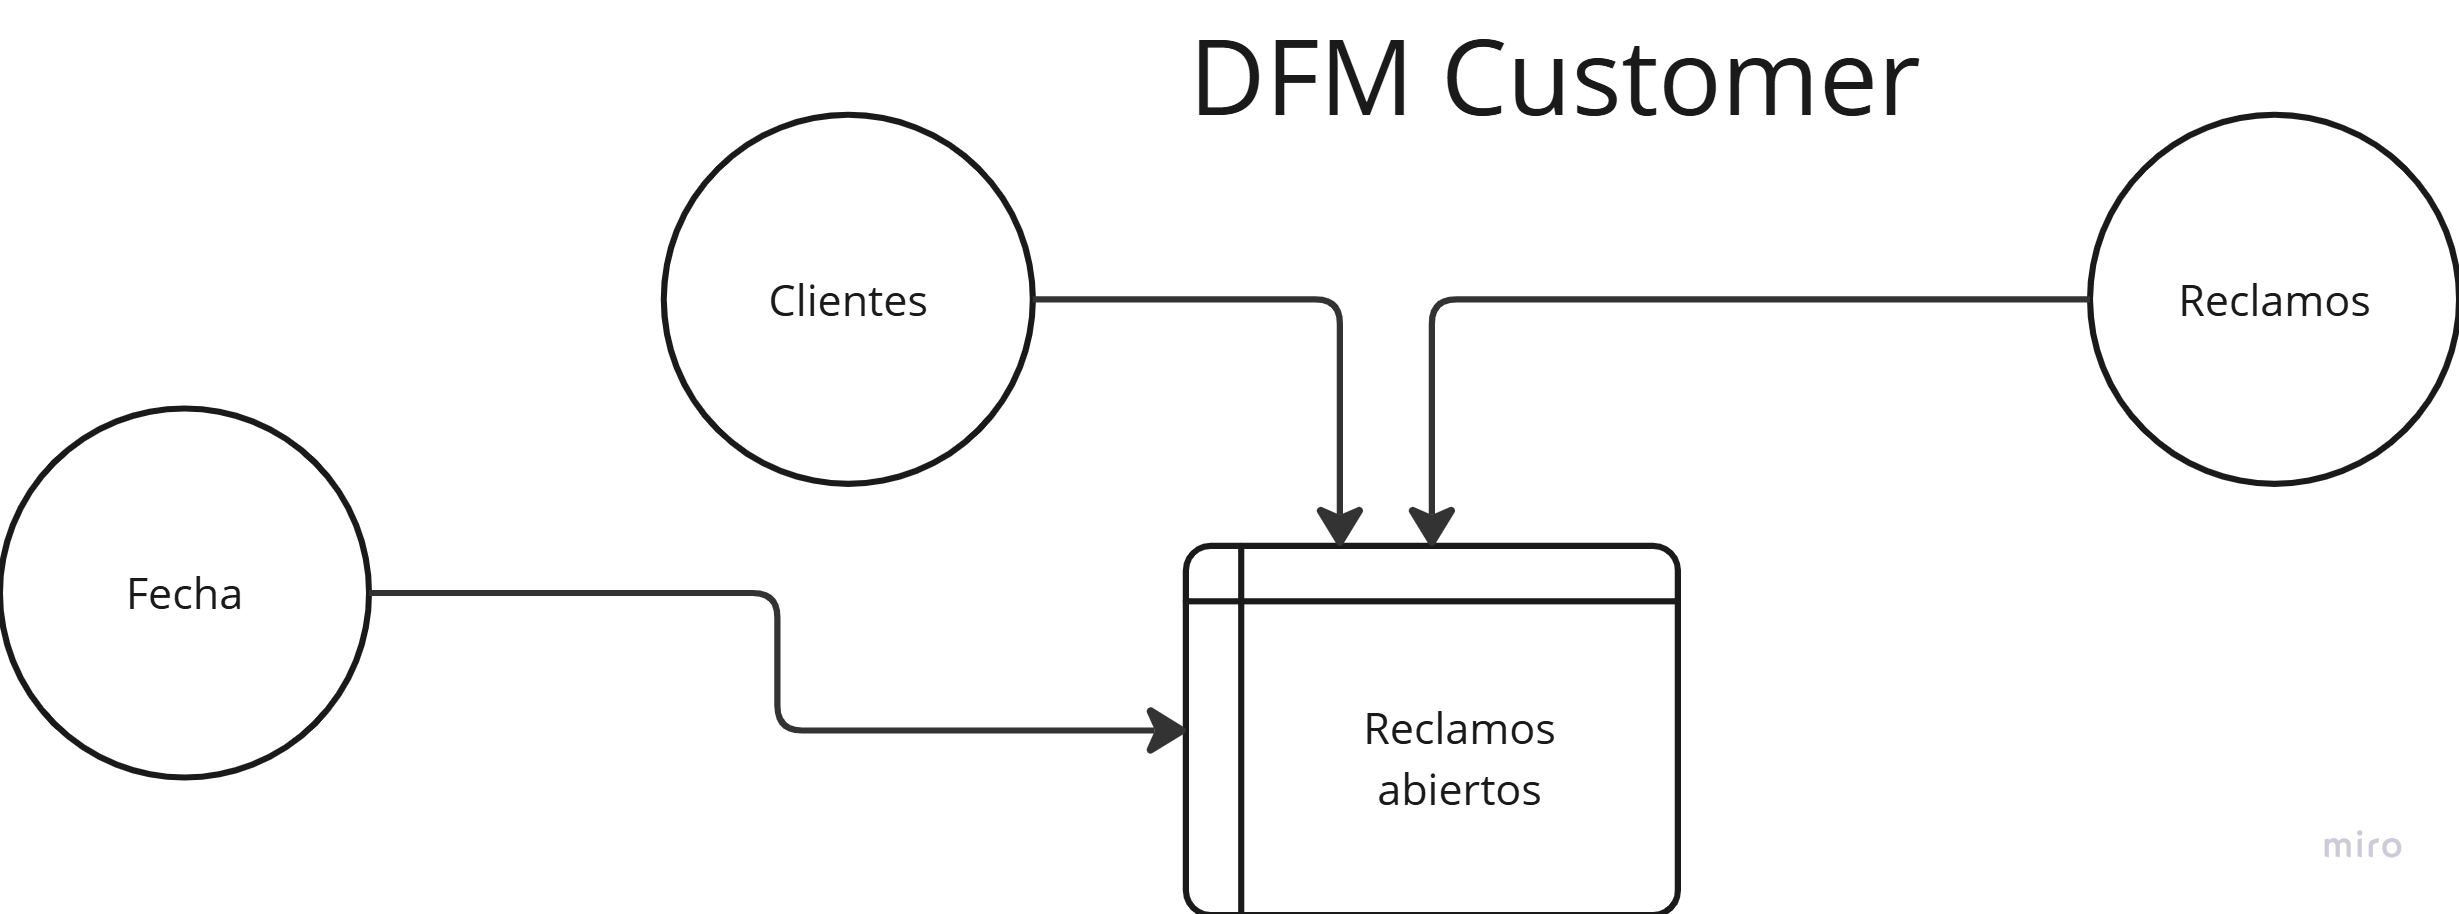 DFM Customer
Clientes
Reclamos
Fecha
Reclamos
abiertos
miro